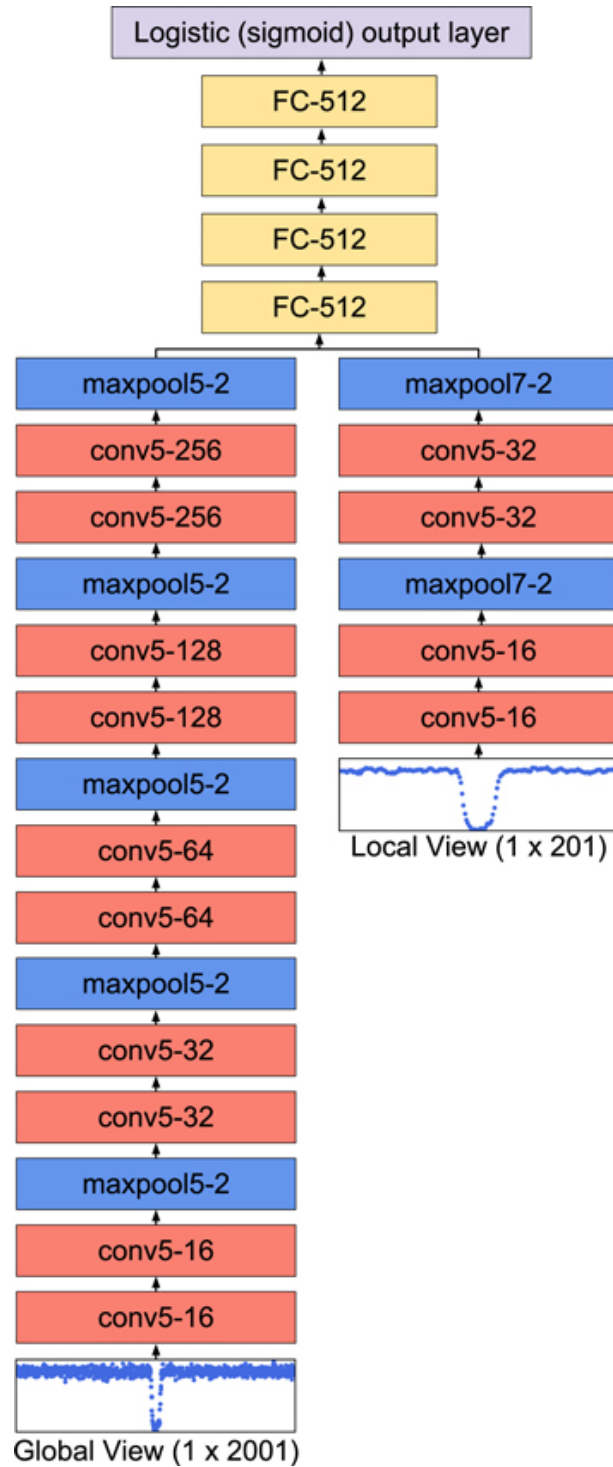 Logistic (sigmoid) output layer
FC-512
FC-512
FC-512
FC-512
maxpool5-2
conv5-256
conv5-256
maxpool5-2
conv5-128
conv5-128
maxpool5-2
conv5-64
conv5-64
maxpool5-2
conv5-32
conv5-32
maxpool5-2
conv5-16
conv5-16
Global View (1 x 2001)
maxpool7-2
conv5-32
conv5-32
maxpool7-2
conv5-16
conv5-16
Local View (1 x 201)